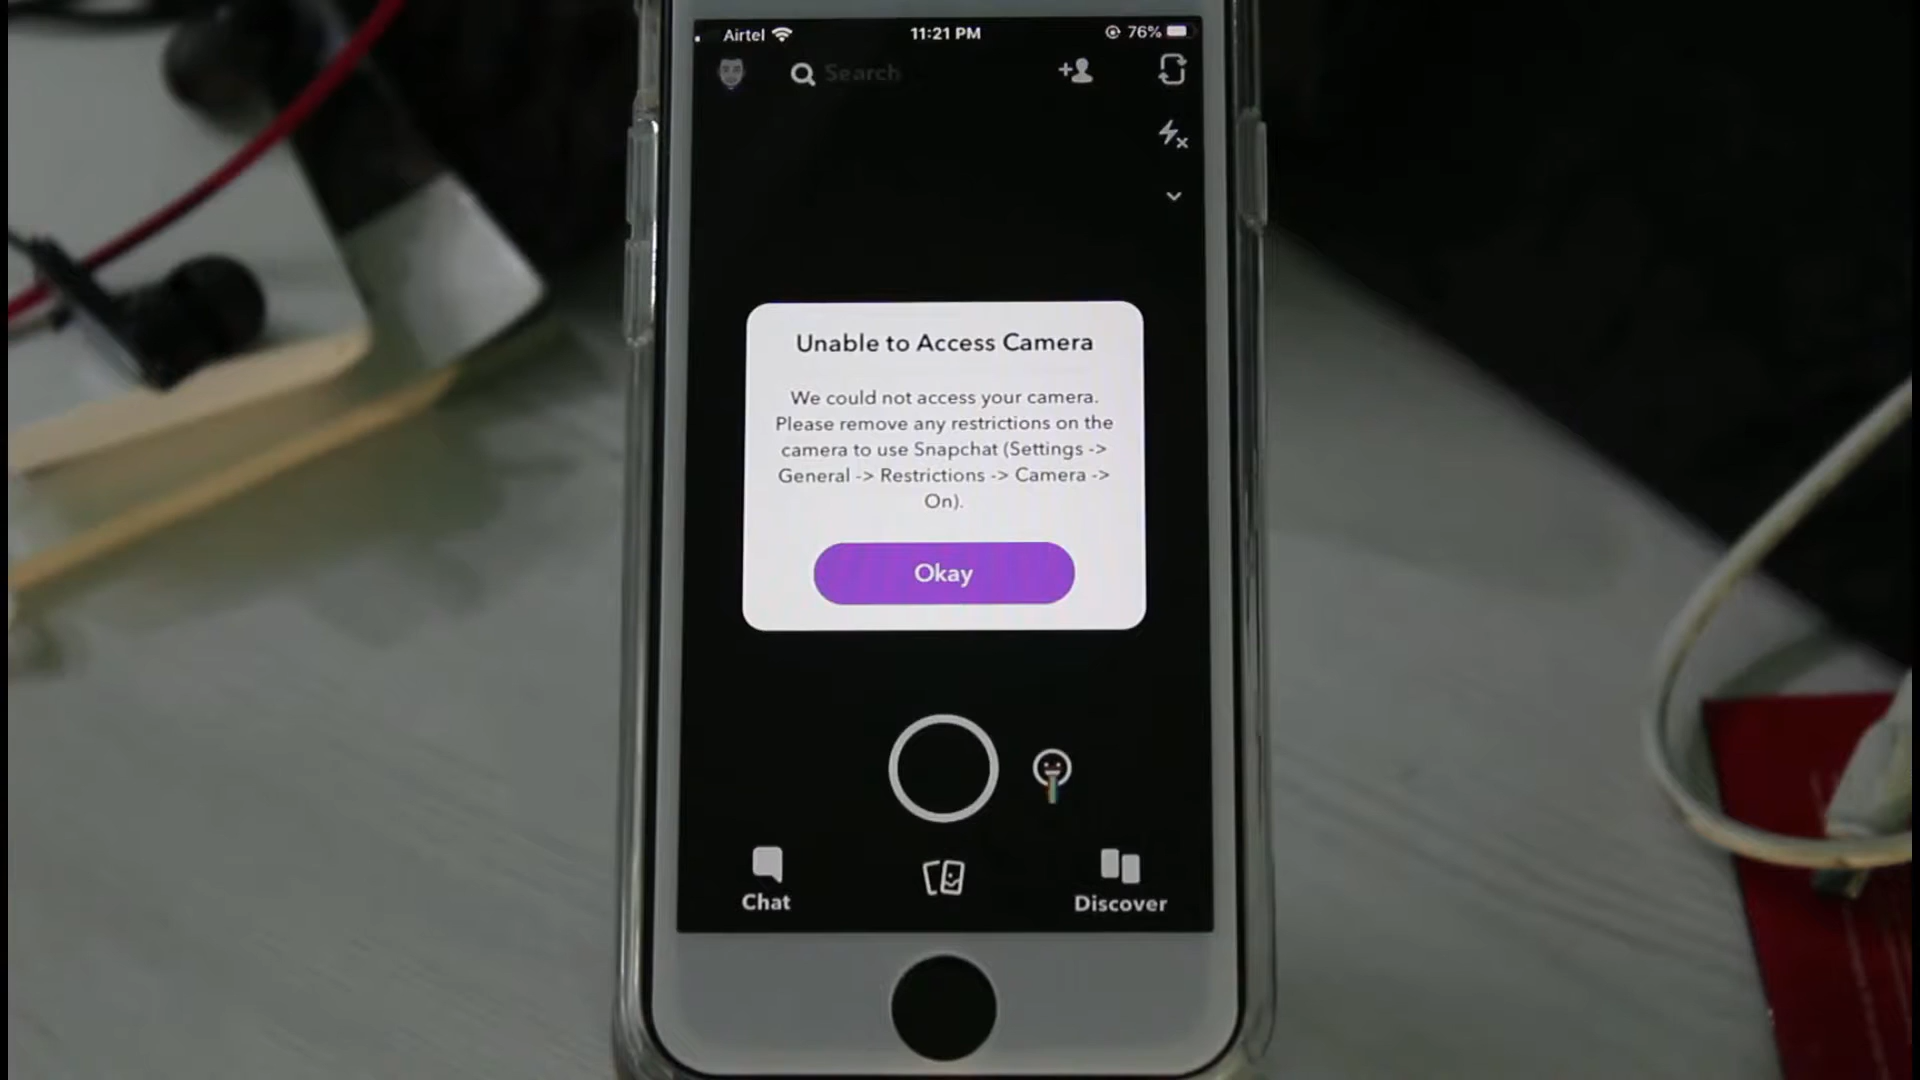 Airtel 11:21 PM 76%
Search
Unable to Access Camera
We could not access your camera.
Please remove any restrictions on the
camera to use Snapchat (Settings ->
General -> Restrictions -> Camera ->
On).
Okay
Chat
Discover